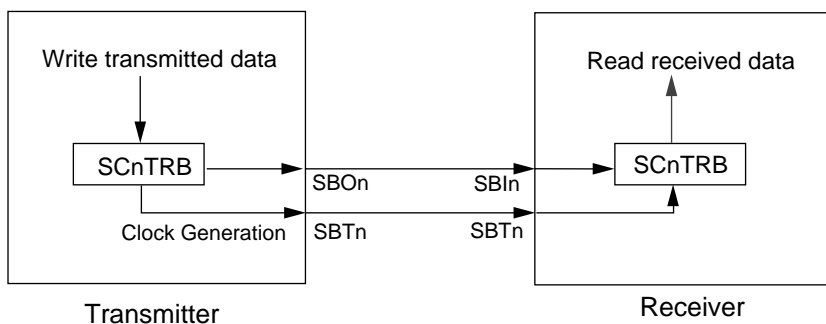 Write transmitted data
Read received data
SCnTRB
SCnTRB
SBOn
SBIn
Clock Generation
SBTn
SBTn
Transmitter
Receiver